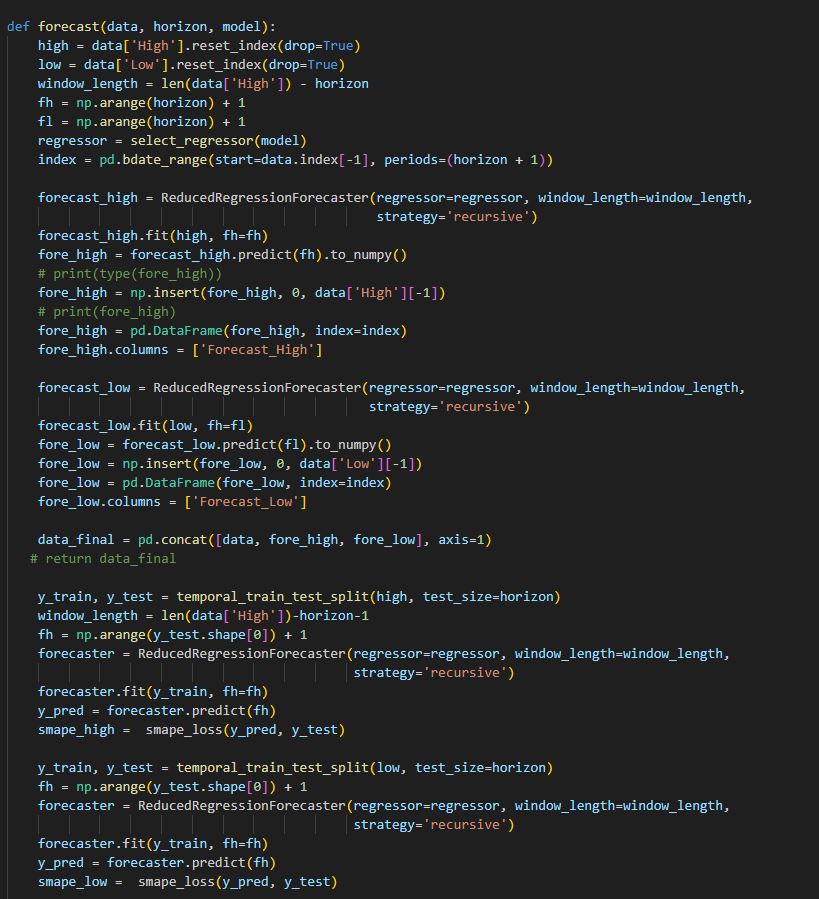 def forecast(data, horizon, model):
    high = data['High'].reset_index(drop=True)
    low = data['Low'].reset_index(drop=True)
    window_length = len(data['High']) - horizon
    fh = np.arange(horizon) + 1
    fl = np.arange(horizon) + 1
    regressor = select_regressor(model)
    index = pd.bdate_range(start=data.index[-1], periods=(horizon + 1))

    forecast_high = ReducedRegressionForecaster(regressor=regressor, window_length=window_length,
                                            strategy='recursive')
    forecast_high.fit(high, fh=fh)
    fore_high = forecast_high.predict(fh).to_numpy()
    # print(type(fore_high))
    fore_high = np.insert(fore_high, 0, data['High'][-1])
    # print(fore_high)
    fore_high = pd.DataFrame(fore_high, index=index)
    fore_high.columns = ['Forecast_High']

    forecast_low = ReducedRegressionForecaster(regressor=regressor, window_length=window_length,
                                           strategy='recursive')
    forecast_low.fit(low, fh=fl)
    fore_low = forecast_low.predict(fl).to_numpy()
    fore_low = np.insert(fore_low, 0, data['Low'][-1])
    fore_low = pd.DataFrame(fore_low, index=index)
    fore_low.columns = ['Forecast_Low']

    data_final = pd.concat([data, fore_high, fore_low], axis=1)
   # return data_final

    y_train, y_test = temporal_train_test_split(high, test_size=horizon)
    window_length = len(data['High'])-horizon-1
    fh = np.arange(y_test.shape[0]) + 1
    forecaster = ReducedRegressionForecaster(regressor=regressor, window_length=window_length,
                                         strategy='recursive')
    forecaster.fit(y_train, fh=fh)
    y_pred = forecaster.predict(fh)
    smape_high =  smape_loss(y_pred, y_test)

    y_train, y_test = temporal_train_test_split(low, test_size=horizon)
    fh = np.arange(y_test.shape[0]) + 1
    forecaster = ReducedRegressionForecaster(regressor=regressor, window_length=window_length,
                                         strategy='recursive')
    forecaster.fit(y_train, fh=fh)
    y_pred = forecaster.predict(fh)
    smape_low =  smape_loss(y_pred, y_test)